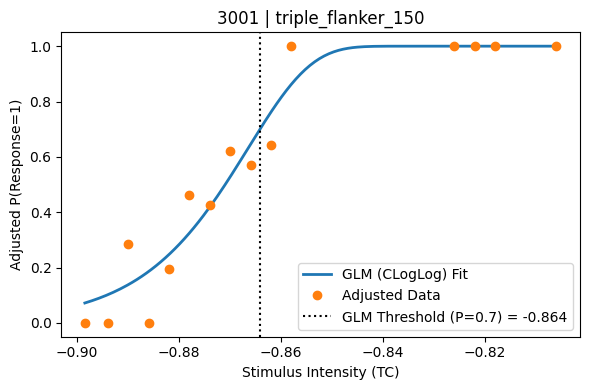 3001 | triple_flanker_150
Adjusted P(Response=1)
1.0
0.8
0.6
0.4
0.2
0.0
GLM (CLogLog) Fit
Adjusted Data
GLM Threshold (P=0.7) = -0.864
−0.90 −0.88 −0.86 −0.84 −0.82
Stimulus Intensity (TC)